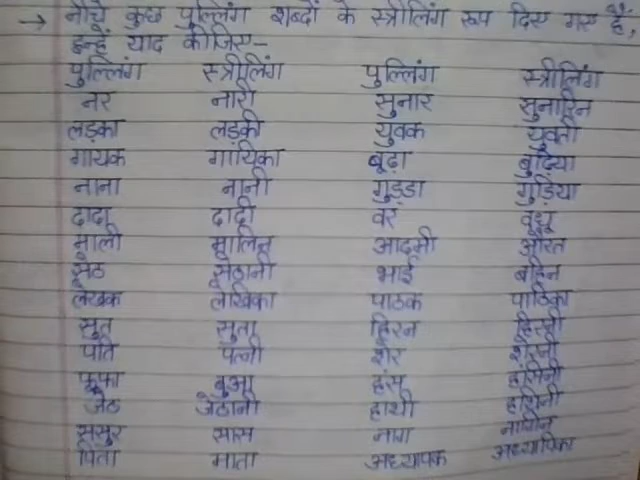 → नीचे कुछ पुल्लिंग शब्दों के स्त्रीलिंग रूप दिए गए हैं,
इन्हें याद कीजिए–
पुल्लिंग स्त्रीलिंग पुल्लिंग स्त्रीलिंग
नर नारी सुनार सुनारिन
लड़का लड़की युवक युवती
गायक गायिका बूढ़ा बुढ़िया
नाना नानी गुड्डा गुड़िया
दादा दादी वर वधू
माली मालिन आदमी औरत
सेठ सेठानी भाई बहिन
लेखक लेखिका पाठक पाठिका
सुत सुता हिरन हिरनी
पति पत्नी शेर शेरनी
फूफा बुआ हंस हंसिनी
जेठ जेठानी हाथी हथिनी
ससुर सास नाग नागिन
पिता माता अध्यापक अध्यापिका